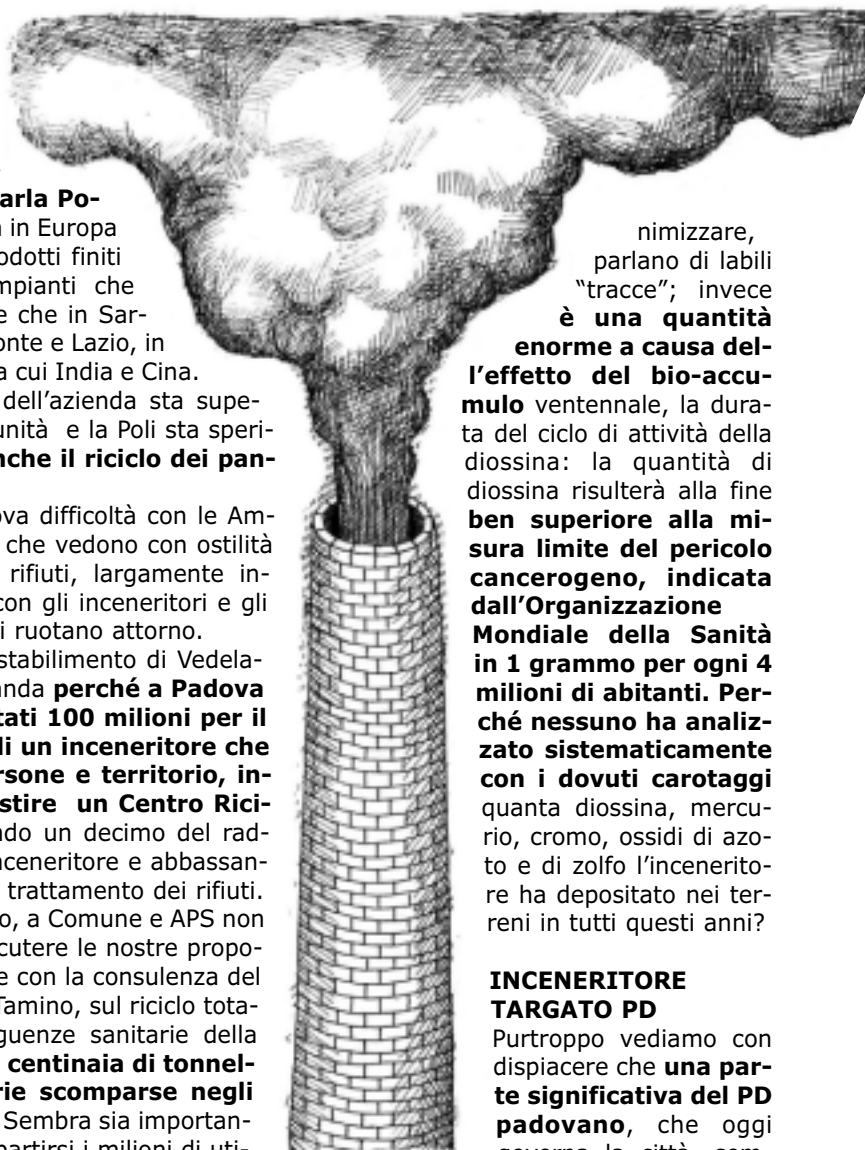 arla Po-
in Europa
odotti finiti
mpianti che
e che in Sar-
onte e Lazio, in
a cui India e Cina.
dell’azienda sta supe-
unità e la Poli sta speri-
nche il riciclo dei pan-
ova difficoltà con le Am-
che vedono con ostilità
rifiuti, largamente in-
con gli inceneritori e gli
i ruotano attorno.
stabilimento di Vedela-
anda perché a Padova
tati 100 milioni per il
di un inceneritore che
rsone e territorio, in-
stire un Centro Rici-
ndo un decimo del rad-
nceneritore e abbassan-
trattamento dei rifiuti.
o, a Comune e APS non
cutere le nostre propo-
e con la consulenza del
Tamino, sul riciclo tota-
guenze sanitarie della
centinaia di tonnel-
rie scomparse negli
Sembra sia importan-
partirsi i milioni di uti-
nimizzare,
parlano di labili
“tracce”; invece
è una quantità
enorme a causa del-
l’effetto del bio-accu-
mulo ventennale, la dura-
ta del ciclo di attività della
diossina: la quantità di
diossina risulterà alla fine
ben superiore alla mi-
sura limite del pericolo
cancerogeno, indicata
dall’Organizzazione
Mondiale della Sanità
in 1 grammo per ogni 4
milioni di abitanti. Per-
ché nessuno ha analiz-
zato sistematicamente
con i dovuti carotaggi
quanta diossina, mercu-
rio, cromo, ossidi di azo-
to e di zolfo l’incenerito-
re ha depositato nei ter-
reni in tutti questi anni?
INCENERITORE
TARGATO PD
Purtroppo vediamo con
dispiacere che una par-
te significativa del PD
padovano, che oggi
governa la città, sem-